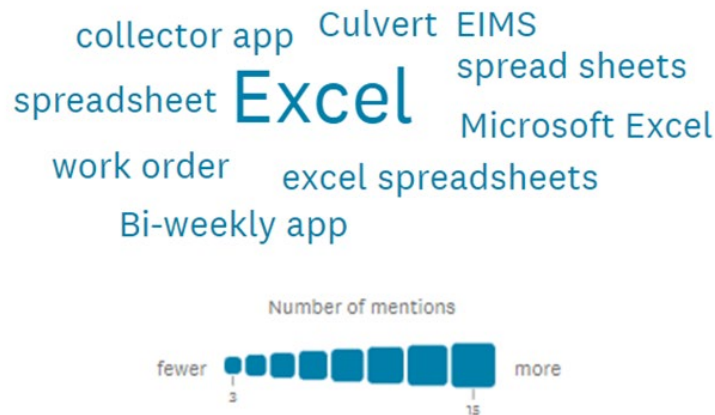 collector app
Culvert
EIMS
spread sheets
spreadsheet
Excel
Microsoft Excel
work order
excel spreadsheets
Bi-weekly app
Number of mentions
fewer
more
3
15